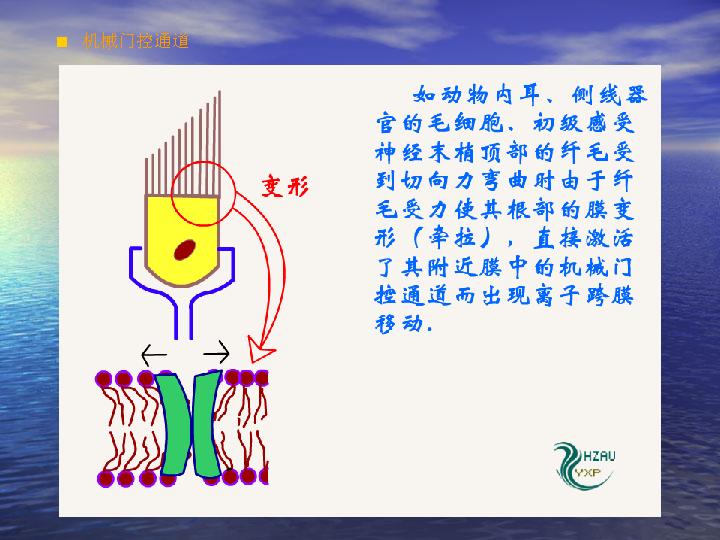 机械门控通道
如动物内耳、侧线器
官的毛细胞．初级感受
神经末梢顶部的纤毛受
到切向力弯曲时由于纤
毛受力使其根部的膜变
形（牵拉），直接激活
了其附近膜中的机械门
控通道而出现离子跨膜
移动．
变形
HZAU
YXP